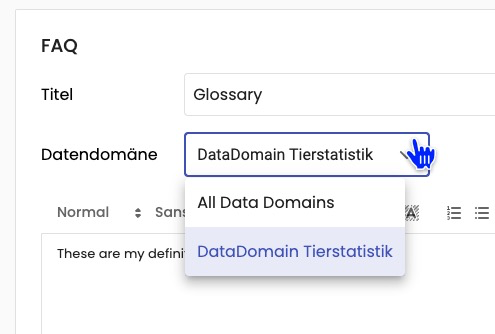 FAQ
Titel Glossary
Datendomäne DataDomain Tierstatistik
All Data Domains
Normal Sans
DataDomain Tierstatistik
These are my defini